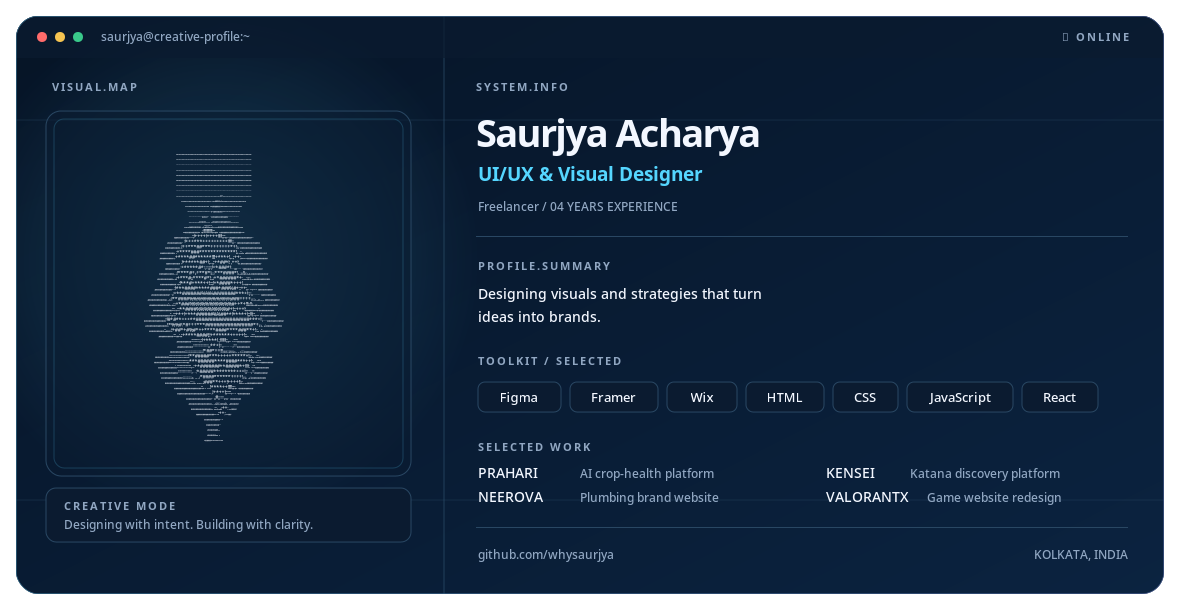 saurjya@creative-profile:~
ONLINE
VISUAL.MAP
CREATIVE MODE
Designing with intent. Building with clarity.
SYSTEM.INFO
Saurjya Acharya
UI/UX & Visual Designer
Freelancer / 04 YEARS EXPERIENCE
PROFILE.SUMMARY
Designing visuals and strategies that turn
ideas into brands.
TOOLKIT / SELECTED
Figma Framer Wix HTML CSS JavaScript React
SELECTED WORK
PRAHARI AI crop-health platform KENSEI Katana discovery platform
NEEROVA Plumbing brand website VALORANTX Game website redesign
github.com/whysaurjya KOLKATA, INDIA